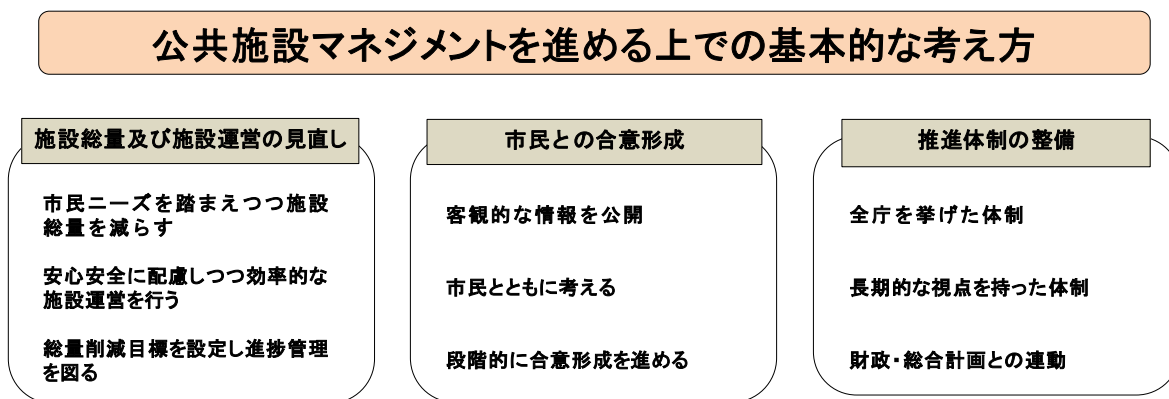 公共施設マネジメントを進める上での基本的な考え方
施設総量及び施設運営の見直し
市民ニーズを踏まえつつ施設
総量を減らす
安心安全に配慮しつつ効率的な
施設運営を行う
総量削減目標を設定し進捗管理
を図る
市民との合意形成
客観的な情報を公開
市民とともに考える
段階的に合意形成を進める
推進体制の整備
全庁を挙げた体制
長期的な視点を持った体制
財政・総合計画との連動